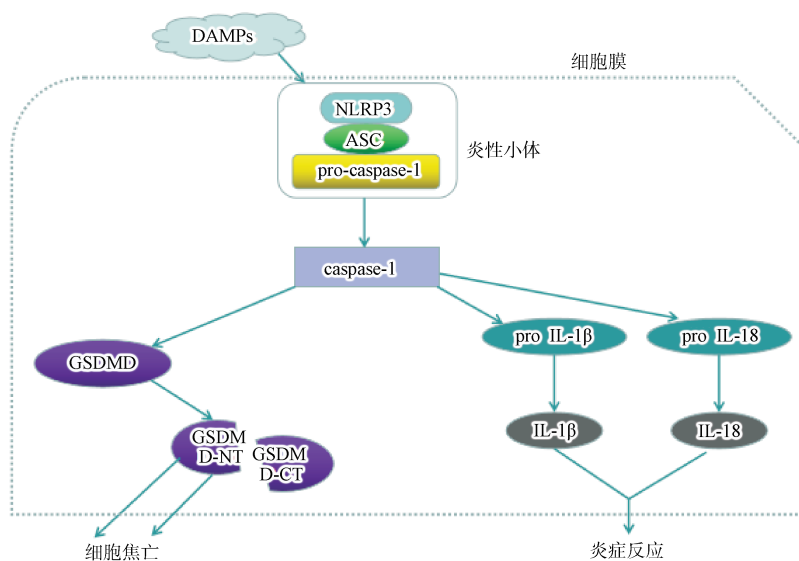 DAMPs
细胞膜
NLRP3
ASC
炎性小体
pro-caspase-1
caspase-1
pro IL-1β
pro IL-18
GSDMD
GSDM
D-NT
GSDM
D-CT
IL-1β
IL-18
细胞焦亡
炎症反应